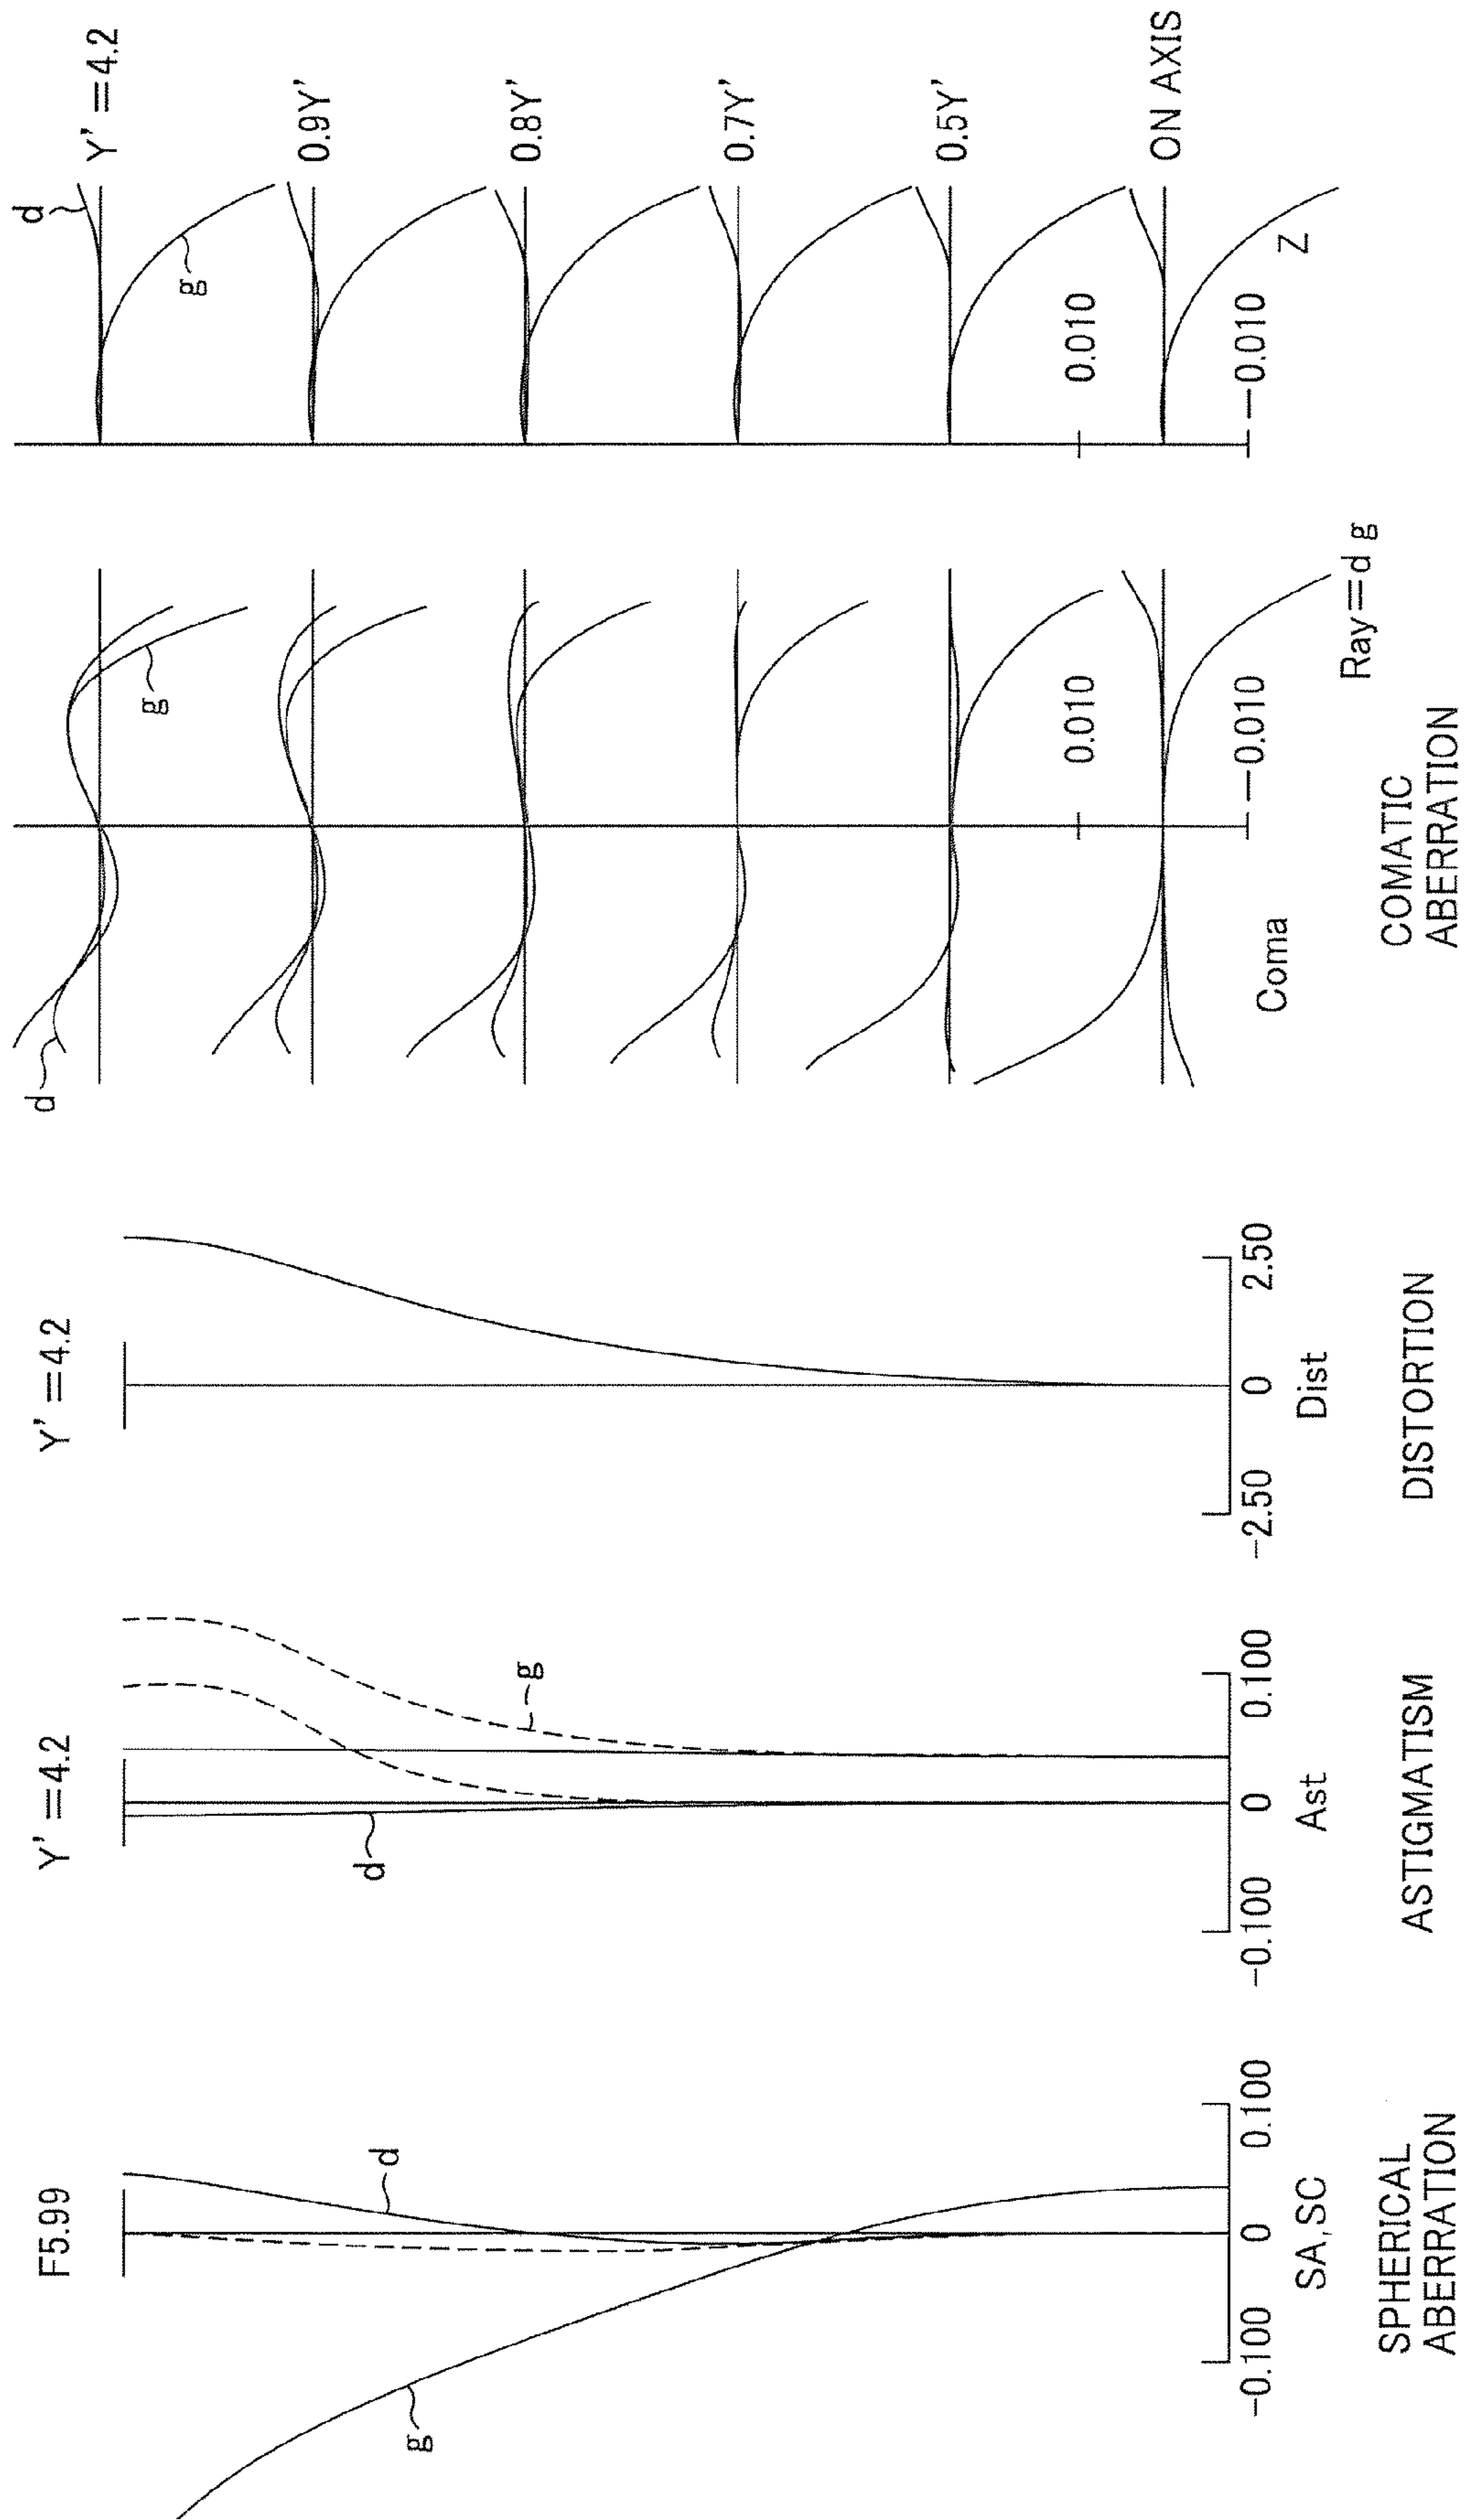 F5.99
d
g
-0.100
0
0.100
SA,SC
SPHERICAL
ABERRATION
Y'=4.2
g
d
-0.100
0
0.100
Ast
ASTIGMATISM
Y'=4.2
-2.50
0
2.50
Dist
DISTORTION
d
g
0.010
-0.010
Coma
Ray=d g
COMATIC
ABERRATION
d
g
Y'=4.2
0.9Y'
0.8Y'
0.7Y'
0.5Y'
0.010
ON AXIS
-0.010
Z